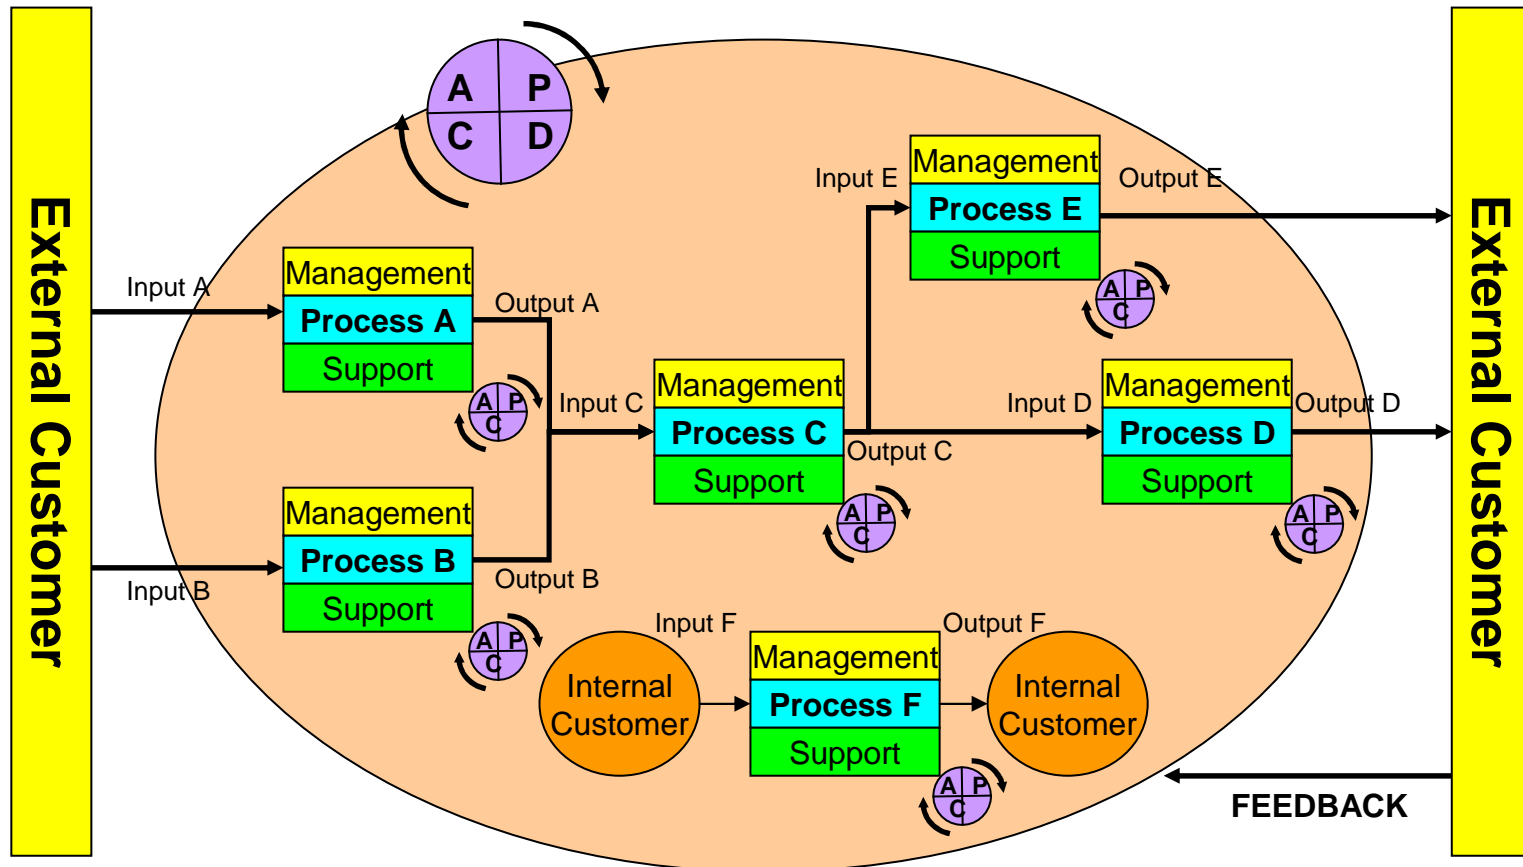 External Customer
A P
C D
Input A
Management
Process A
Support
Output A
A P
C
Input B
Management
Process B
Support
Output B
A P
C
Input C
Management
Process C
Support
Output C
A P
C
Input E
Management
Process E
Support
Output E
A P
C
Input D
Management
Process D
Support
Output D
A P
C
Internal
Customer
Input F
Management
Process F
Support
Output F
A P
C
Internal
Customer
FEEDBACK
External Customer